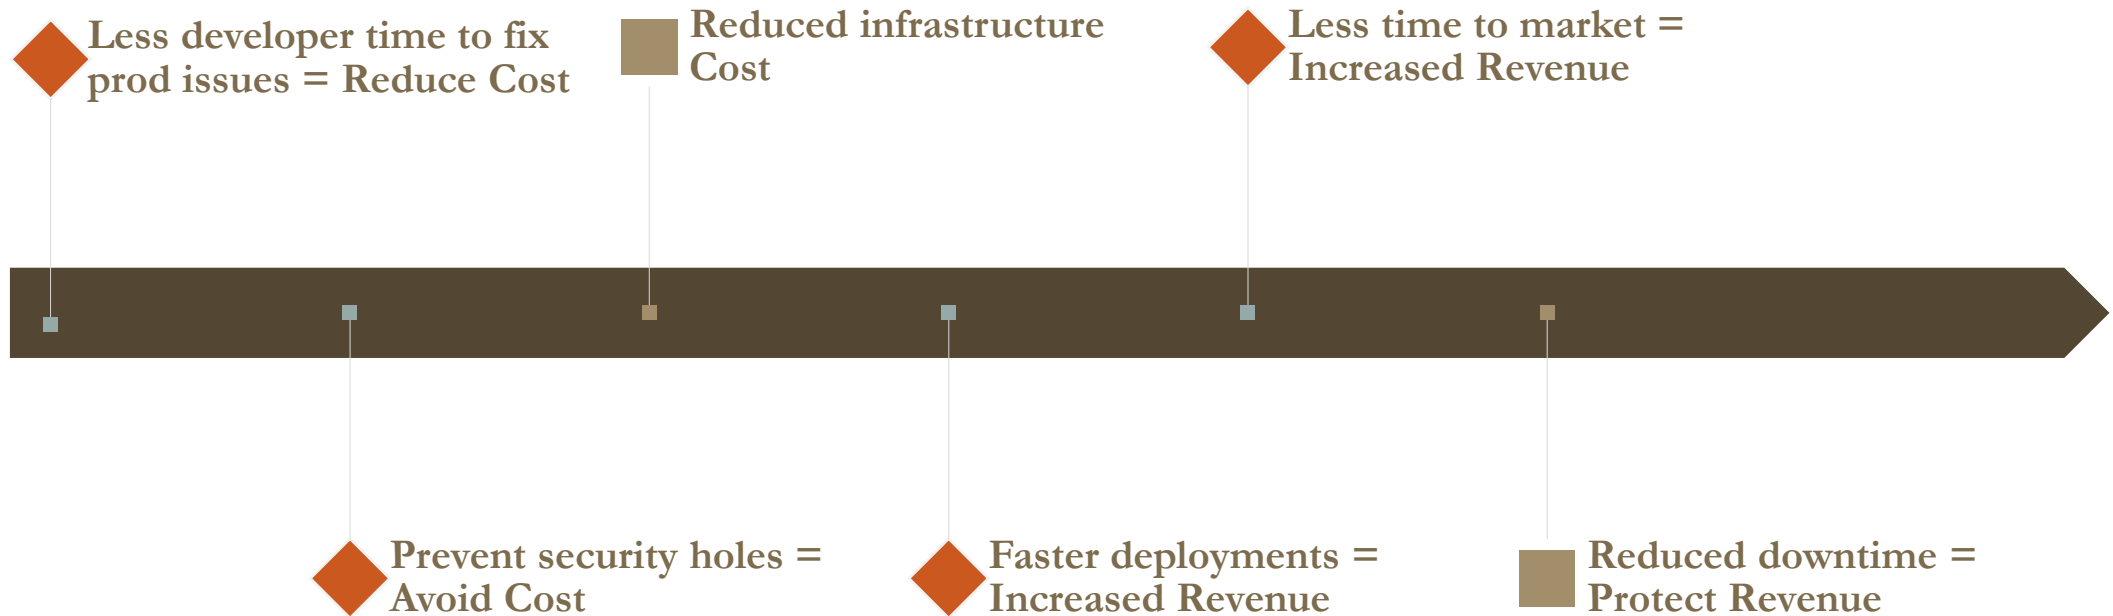 Less developer time to fix
prod issues = Reduce Cost
Reduced infrastructure
Cost
Less time to market =
Increased Revenue
Prevent security holes =
Avoid Cost
Faster deployments =
Increased Revenue
Reduced downtime =
Protect Revenue